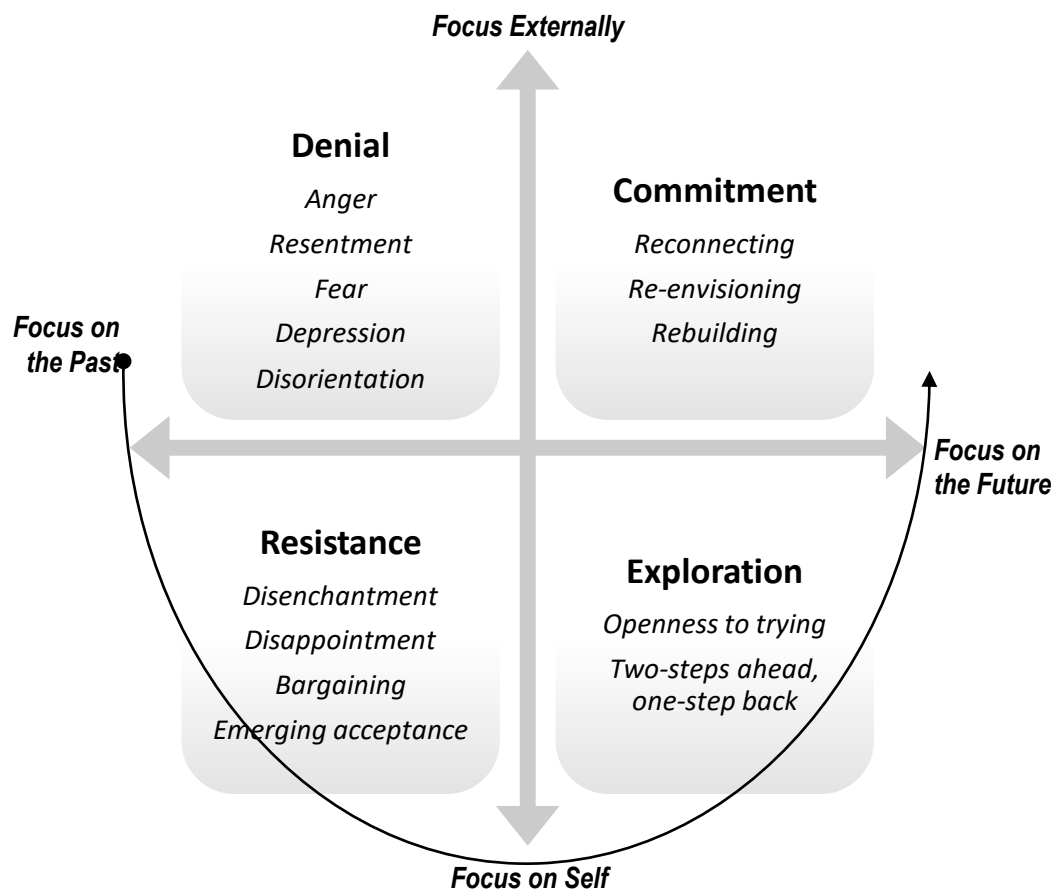 Focus Externally
Denial
Anger
Resentment
Fear
Depression
Disorientation
Commitment
Reconnecting
Re-envisioning
Rebuilding
Focus on
the Past
Focus on
the Future
Resistance
Disenchantment
Disappointment
Bargaining
Emerging acceptance
Exploration
Openness to trying
Two-steps ahead,
one-step back
Focus on Self